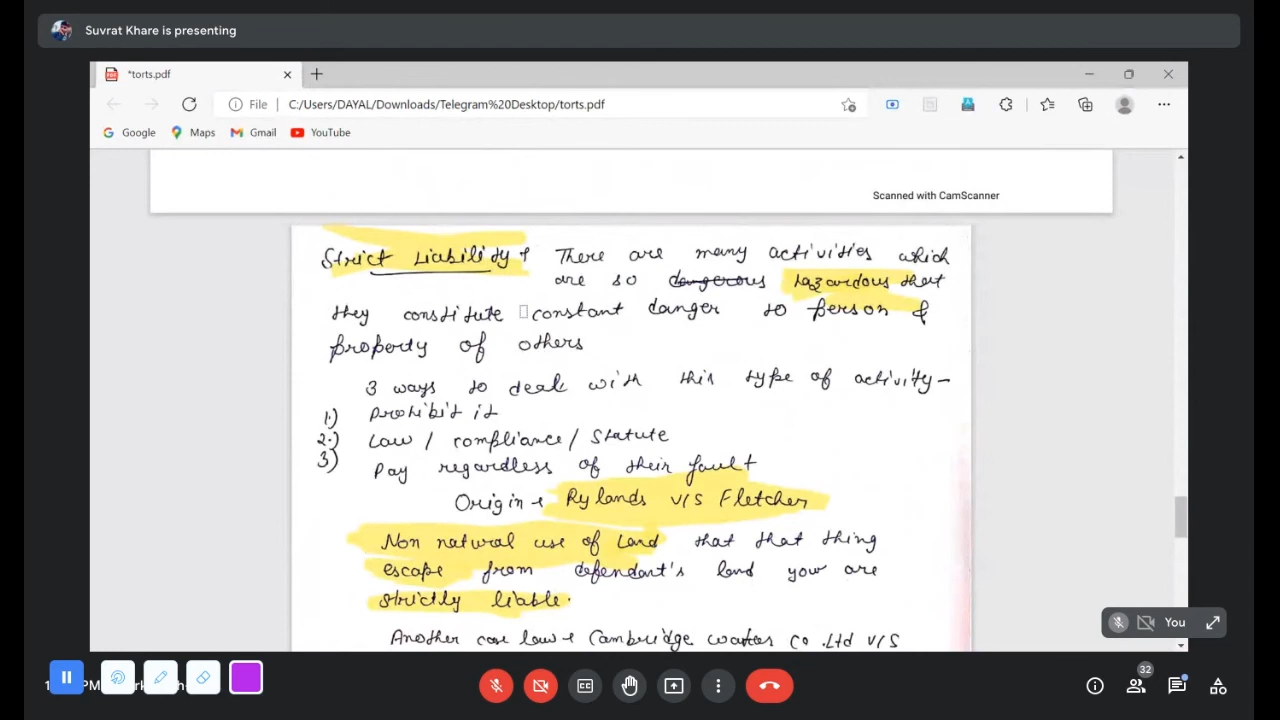 Suvrat Khare is presenting
*torts.pdf
File | C:/Users/DAYAL/Downloads/Telegram%20Desktop/torts.pdf
Google Maps Gmail YouTube
Scanned with CamScanner
Strict Liability There are many activities which
are so dangerous hazardous that
they constitute constant danger to person &
property of others
3 ways to deal with this type of activity-
1.) Prohibit it
2.) Law / compliance / Statute
3) Pay regardless of their fault
Origin Rylands v/s Fletcher
Non natural use of Land that that thing
escape from defendant's land you are
strictly liable.
Another case law Cambridge water Co. Ltd v/s
You
32
PM